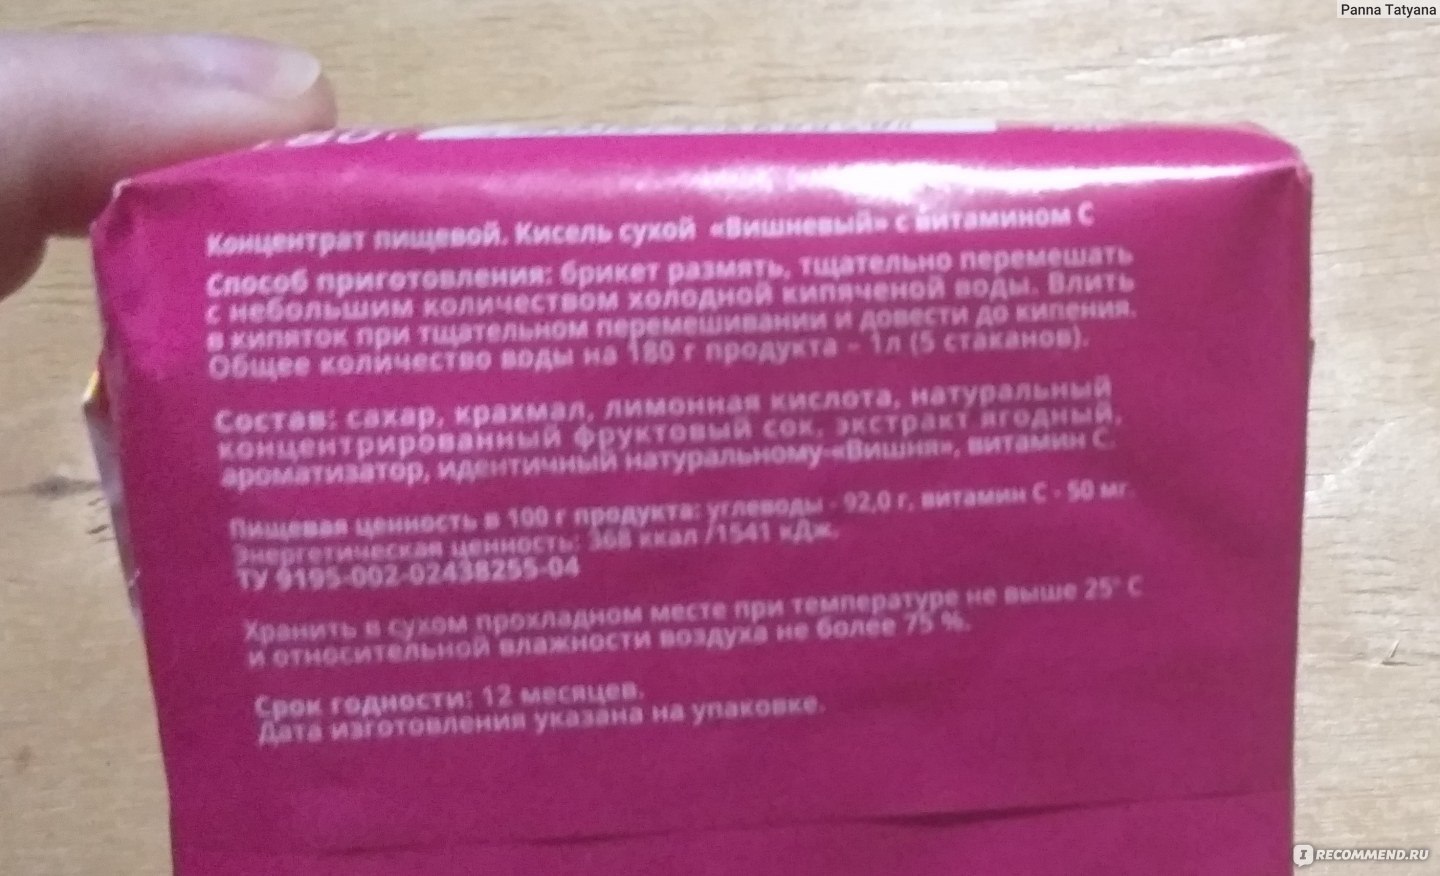 Panna Tatyana
Концентрат пищевой. Кисель сухой «Вишневый» с витамином С
Способ приготовления: брикет размять, тщательно перемешать
с небольшим количеством холодной кипяченой воды. Влить
в кипяток при тщательном перемешивании и довести до кипения.
Общее количество воды на 180 г продукта - 1л (5 стаканов).
Состав: сахар, крахмал, лимонная кислота, натуральный
концентрированный фруктовый сок, экстракт ягодный,
ароматизатор, идентичный натуральному-«Вишня», витамин С.
Пищевая ценность в 100 г продукта: углеводы - 92,0 г, витамин С - 50 мг.
Энергетическая ценность: 368 ккал /1541 кДж.
ТУ 9195-002-02438255-04
Хранить в сухом прохладном месте при температуре не выше 25° С
и относительной влажности воздуха не более 75 %.
Срок годности: 12 месяцев.
Дата изготовления указана на упаковке.
RECOMMEND.RU